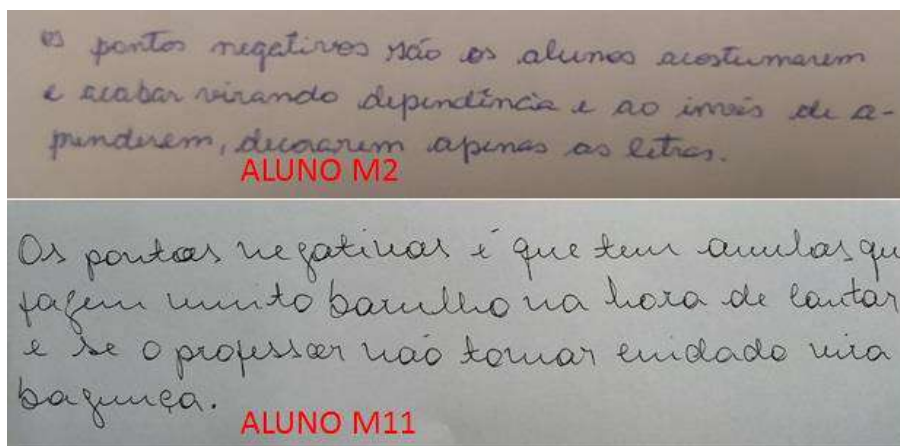 os pontos negativos são os alunos acostumarem
e acabar virando dependência e ao invés de a-
prenderem, decorarem apenas as letras.
ALUNO M2
Os pontos negativos é que tem que
fazem muito barulho na hora de cantar
e se o professor não tomar cuidado vira
bagunça.
ALUNO M11